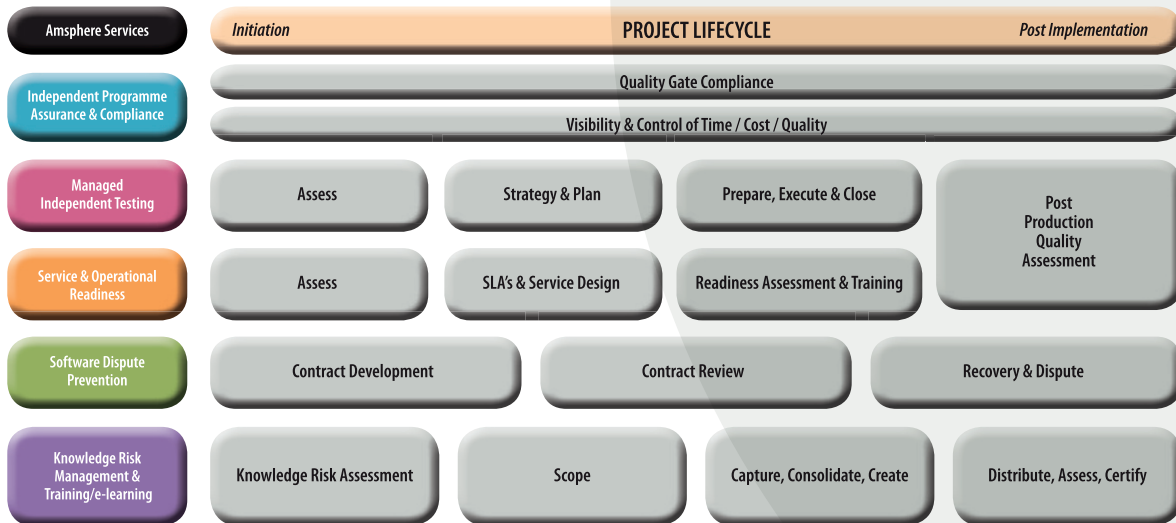 Amsphere Services
Initiation
PROJECT LIFECYCLE
Post Implementation
Independent Programme
Assurance & Compliance
Quality Gate Compliance
Visibility & Control of Time / Cost / Quality
Managed
Independent Testing
Assess
Strategy & Plan
Prepare, Execute & Close
Post
Production
Quality
Assessment
Service & Operational
Readiness
Assess
SLA's & Service Design
Readiness Assessment & Training
Software Dispute
Prevention
Contract Development
Contract Review
Recovery & Dispute
Knowledge Risk
Management &
Training/e-learning
Knowledge Risk Assessment
Scope
Capture, Consolidate, Create
Distribute, Assess, Certify